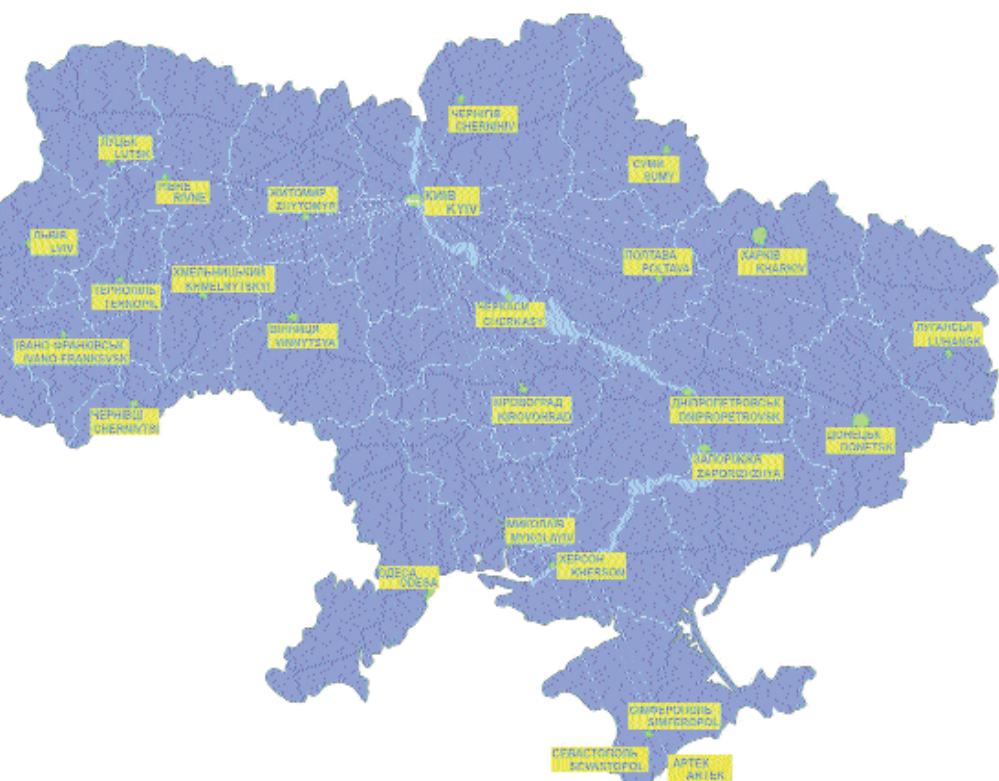 ЧЕРНІГІВ
CHERNIHIV
ЛУЦЬК
LUTSK
СУМИ
SUMY
РІВНЕ
RIVNE
ЖИТОМИР
ZHYTOMYR
КИЇВ
KYIV
ЛЬВІВ
LVIV
ПОЛТАВА
POLTAVA
ХАРКІВ
KHARKIV
ХМЕЛЬНИЦЬКИЙ
KHMELNYTSKYI
ТЕРНОПІЛЬ
TERNOPIL
ЧЕРКАСИ
CHERKASY
ВІННИЦЯ
VINNYTSYA
ЛУГАНСЬК
LUHANSK
ІВАНО-ФРАНКІВСЬК
IVANO-FRANKIVSK
КІРОВОГРАД
KIROVOHRAD
ДНІПРОПЕТРОВСЬК
DNIPROPETROVSK
ЧЕРНІВЦІ
CHERNIVTSI
ДОНЕЦЬК
DONETSK
ЗАПОРІЖЖЯ
ZAPORIZHZHYA
МИКОЛАЇВ
MYKOLAYIV
ХЕРСОН
KHERSON
ОДЕСА
ODESA
СІМФЕРОПОЛЬ
SIMFEROPOL
СЕВАСТОПОЛЬ
SEVASTOPOL
АРТЕК
ARTEK